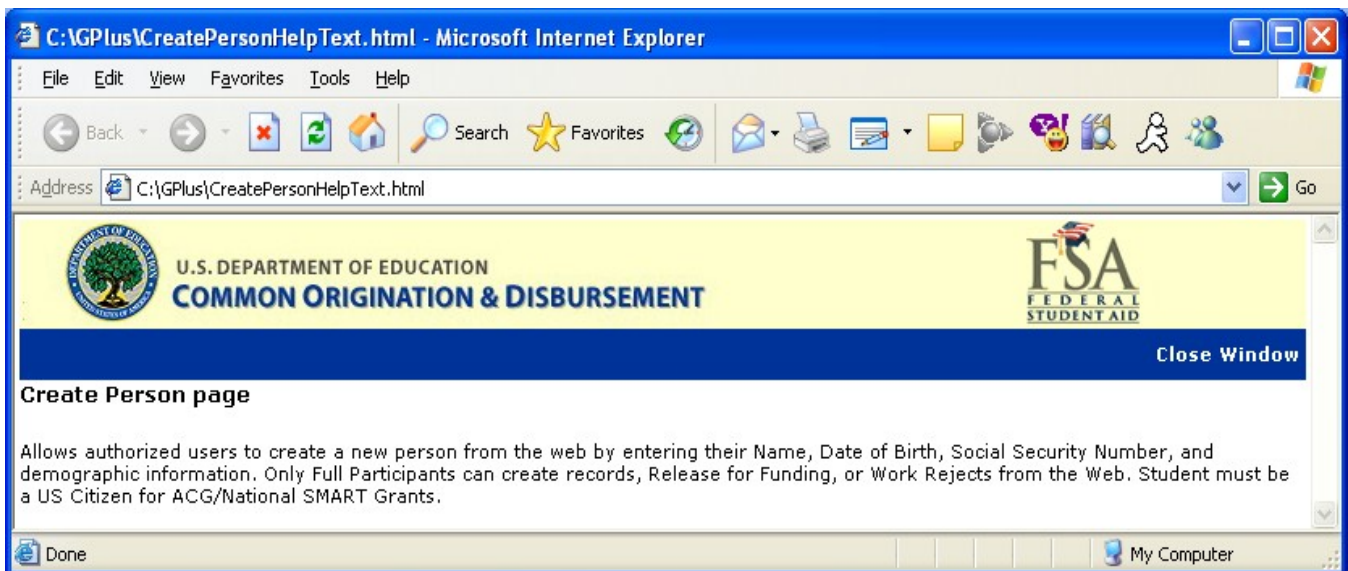 C:\GPlus\CreatePersonHelpText.html - Microsoft Internet Explorer
File Edit View Favorites Tools Help
Back Search Favorites
Address C:\GPlus\CreatePersonHelpText.html Go
U.S. DEPARTMENT OF EDUCATION
COMMON ORIGINATION & DISBURSEMENT
FSA
FEDERAL
STUDENT AID
Close Window
Create Person page
Allows authorized users to create a new person from the web by entering their Name, Date of Birth, Social Security Number, and
demographic information. Only Full Participants can create records, Release for Funding, or Work Rejects from the Web. Student must be
a US Citizen for ACG/National SMART Grants.
Done My Computer